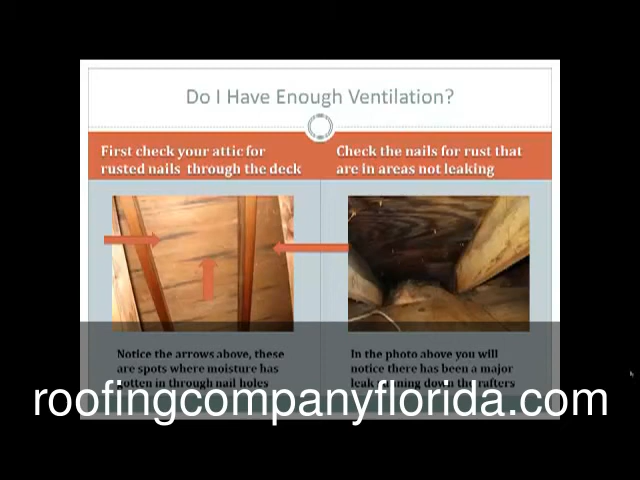 Do I Have Enough Ventilation?
First check your attic for
rusted nails through the deck
Check the nails for rust that
are in areas not leaking
Notice the arrows above, these
are spots where moisture has
gotten in through nail holes
In the photo above you will
notice there has been a major
leak coming down the rafters
roofingcompanyflorida.com